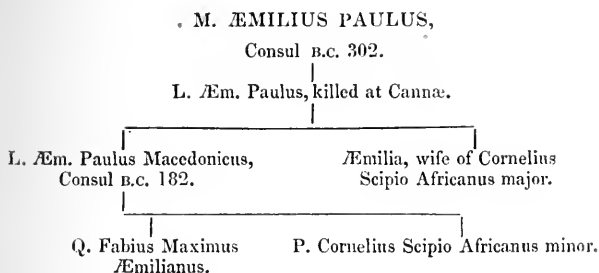 M. ÆMILIUS PAULUS,
Consul B.C. 302.
L. Æm. Paulus, killed at Cannæ.
L. Æm. Paulus Macedonicus,
Consul B.C. 182.
Æmilia, wife of Cornelius
Scipio Africanus major.
Q. Fabius Maximus
Æmilianus.
P. Cornelius Scipio Africanus minor.